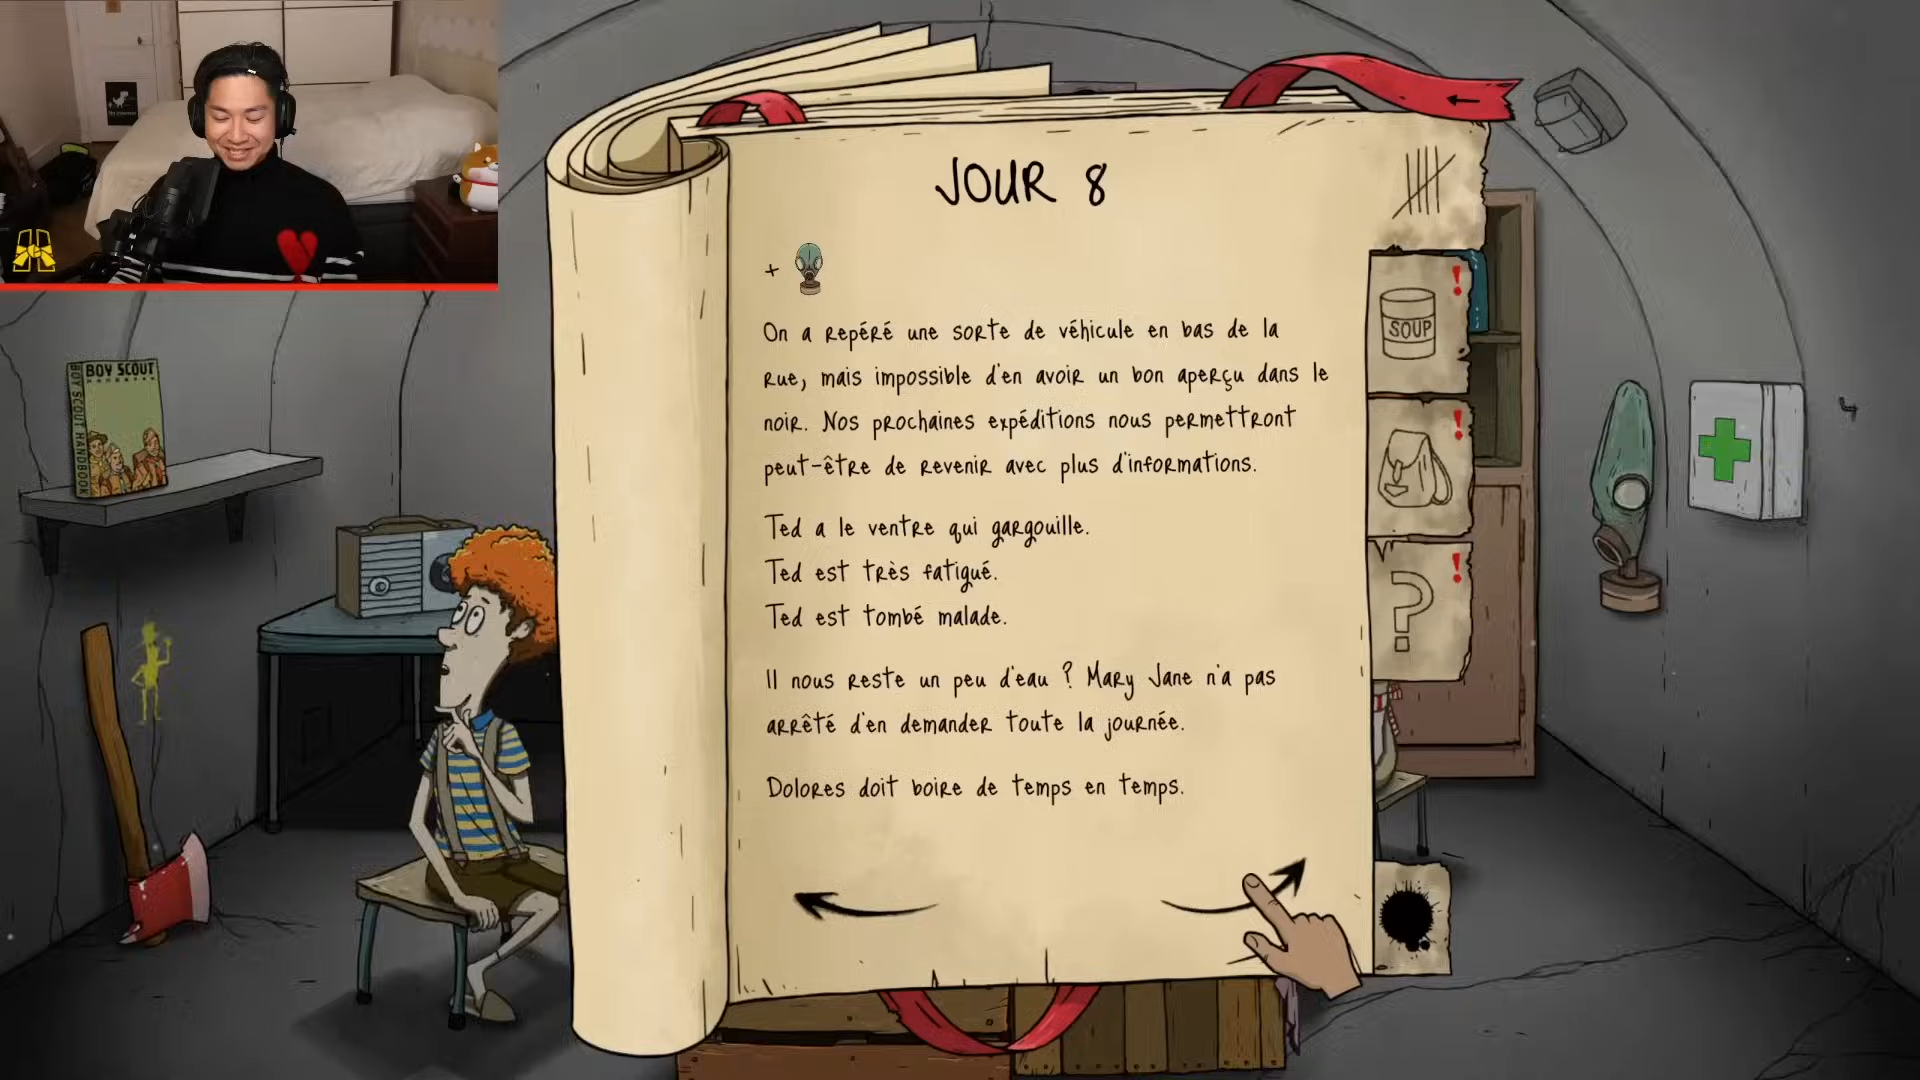 JOUR 8
+
On a repéré une sorte de véhicule en bas de la
rue, mais impossible d'en avoir un bon aperçu dans le
noir. Nos prochaines expéditions nous permettront
peut-être de revenir avec plus d'informations.
Ted a le ventre qui gargouille.
Ted est très fatigué.
Ted est tombé malade.
Il nous reste un peu d'eau ? Mary Jane n'a pas
arrêté d'en demander toute la journée.
Dolores doit boire de temps en temps.
!
SOUP
!
!
?
BOY SCOUT
BOY SCOUT HANDBOOK